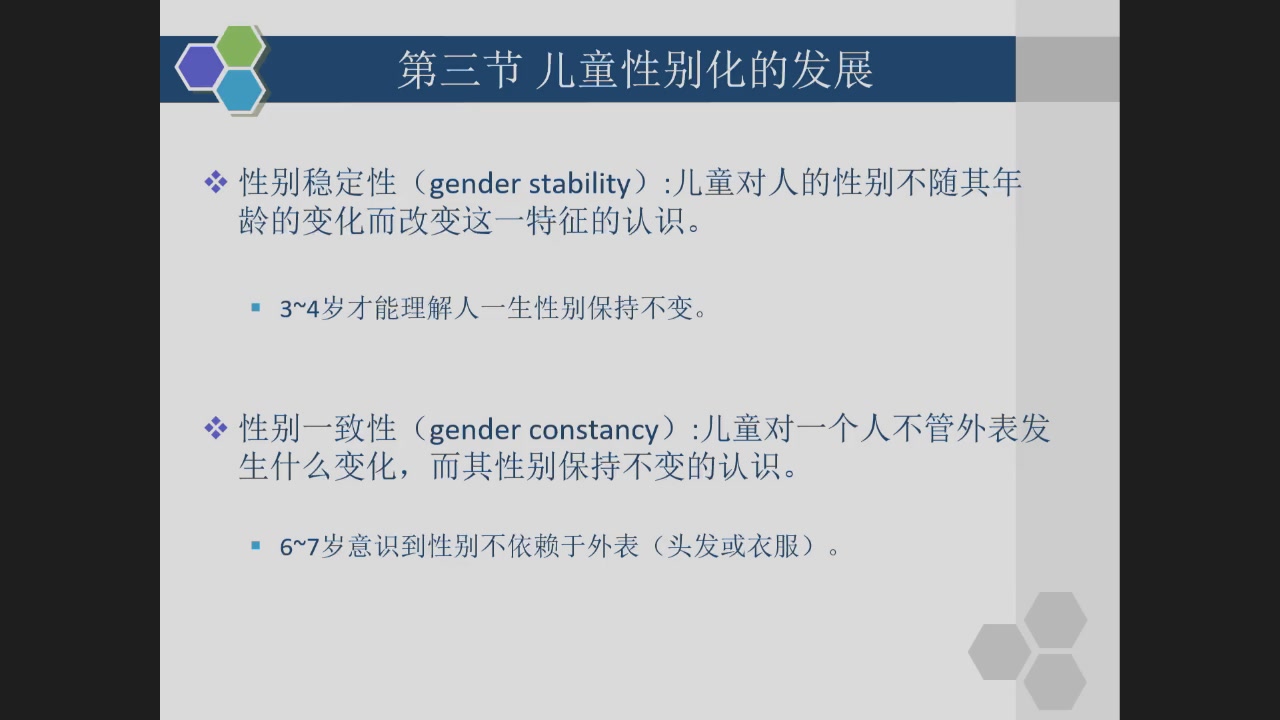 第三节 儿童性别化的发展
性别稳定性（gender stability）:儿童对人的性别不随其年
龄的变化而改变这一特征的认识。
3~4岁才能理解人一生性别保持不变。
性别一致性（gender constancy）:儿童对一个人不管外表发
生什么变化，而其性别保持不变的认识。
6~7岁意识到性别不依赖于外表（头发或衣服）。